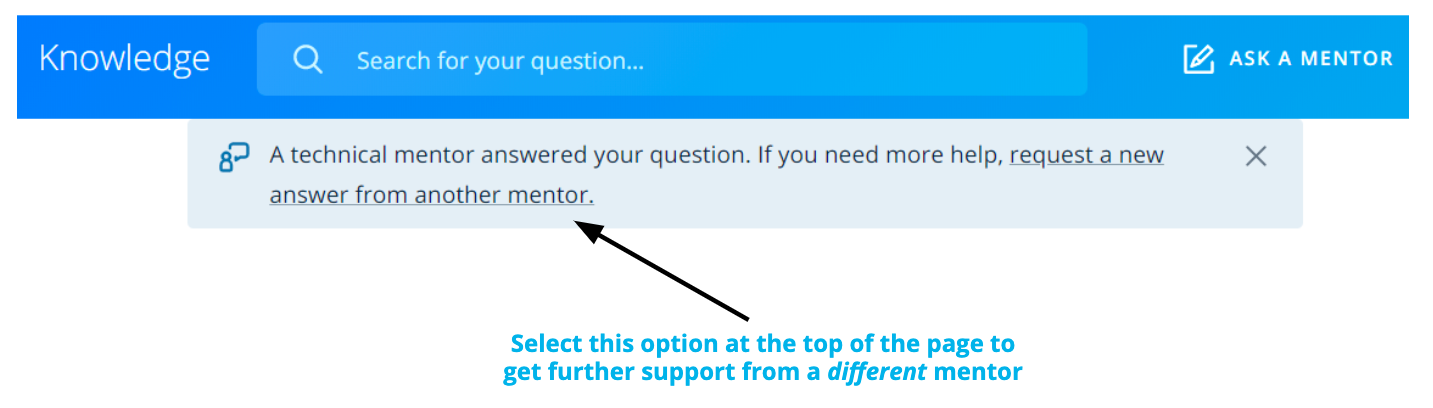 Knowledge
Search for your question...
ASK A MENTOR
A technical mentor answered your question. If you need more help, request a new
answer from another mentor.
Select this option at the top of the page to
get further support from a different mentor